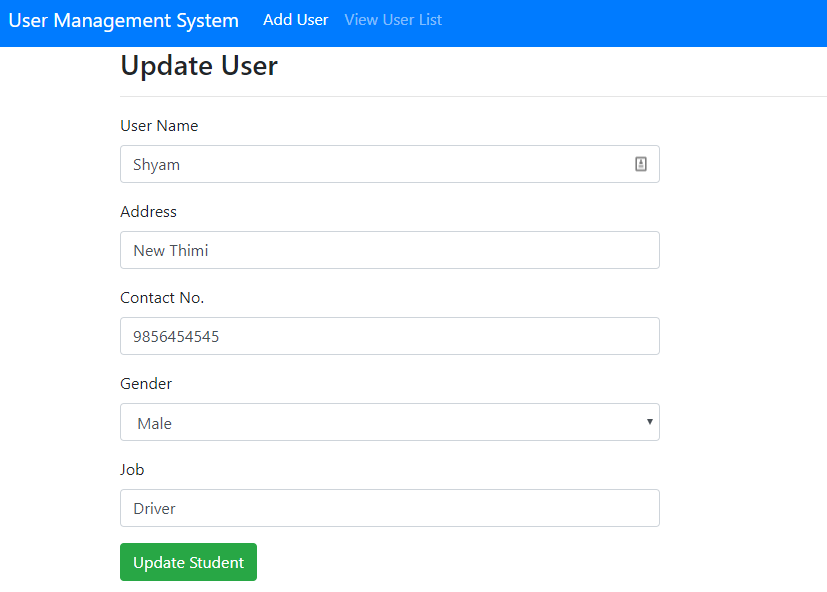 User Management System Add User View User List
Update User
User Name
Shyam
Address
New Thimi
Contact No.
9856454545
Gender
Male
Job
Driver
Update Student